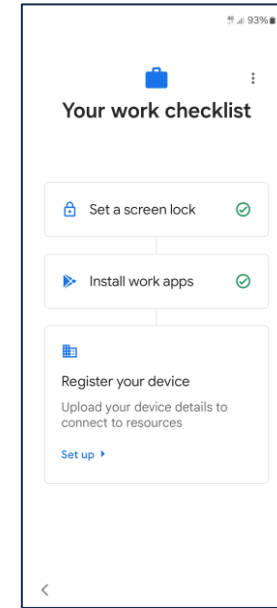 93%
Your work checklist
Set a screen lock
Install work apps
Register your device
Upload your device details to
connect to resources
Set up